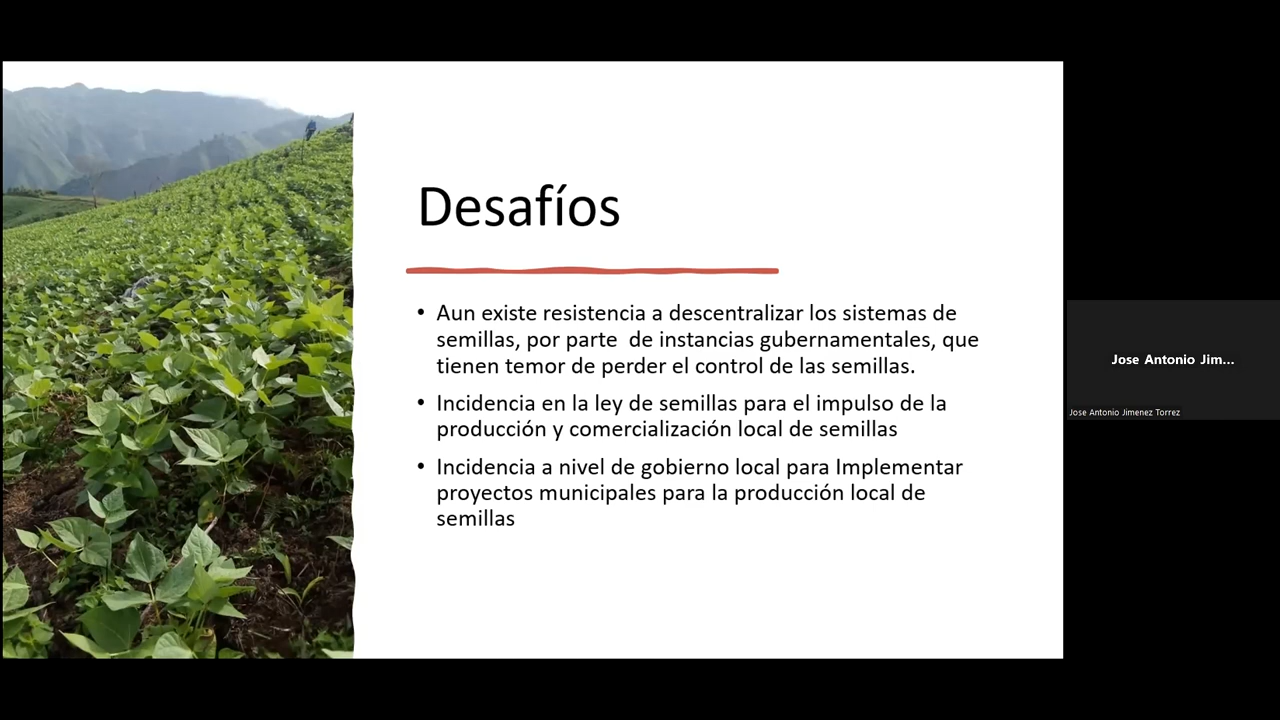 Desafíos
• Aun existe resistencia a descentralizar los sistemas de
semillas, por parte  de instancias gubernamentales, que
tienen temor de perder el control de las semillas.
• Incidencia en la ley de semillas para el impulso de la
producción y comercialización local de semillas
• Incidencia a nivel de gobierno local para Implementar
proyectos municipales para la producción local de
semillas
Jose Antonio Jim...
Jose Antonio Jimenez Torrez